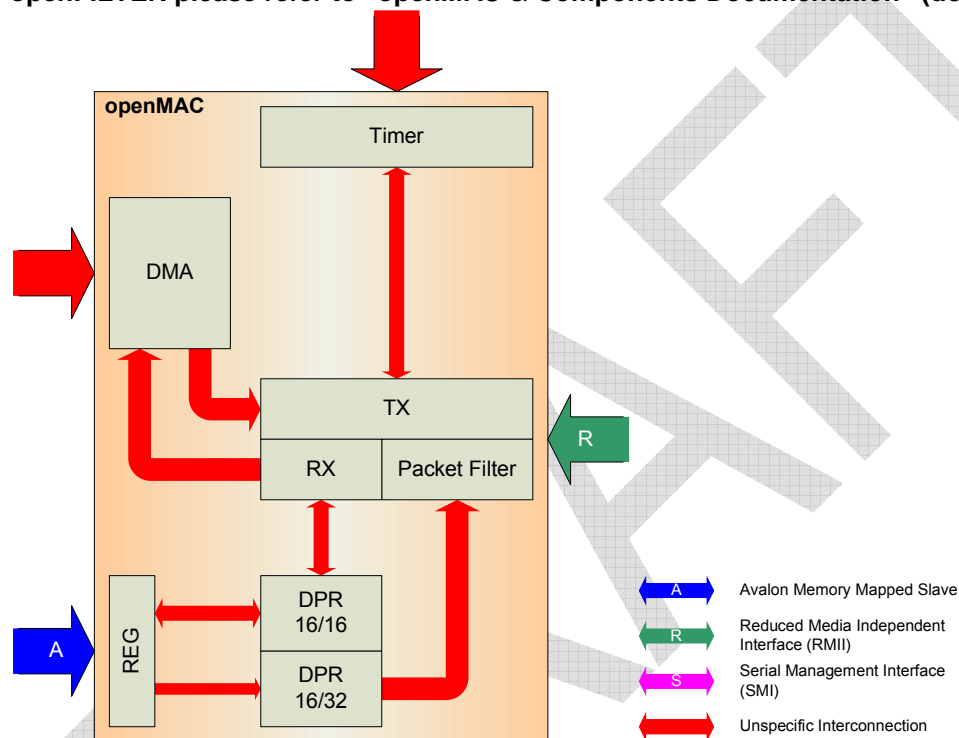 openMAC
Timer
DMA
TX
RX
Packet Filter
R
DPR
16/16
DPR
16/32
REG
A
A
Avalon Memory Mapped Slave
R
Reduced Media Independent
Interface (RMII)
S
Serial Management Interface
(SMI)
Unspecific Interconnection